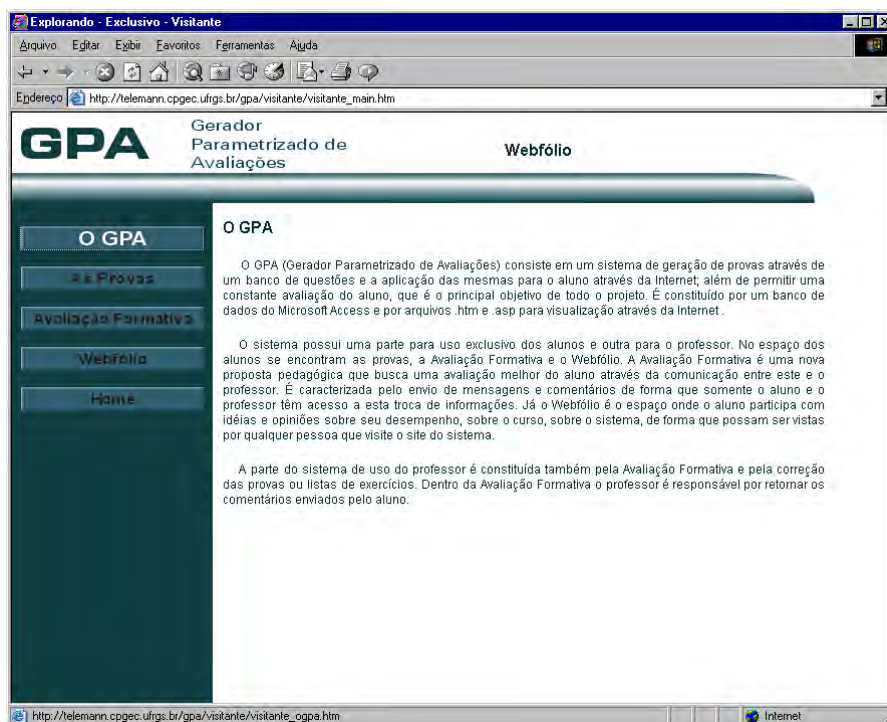 Explorando - Exclusivo - Visitante
Arquivo Editar Exibir Favoritos Ferramentas Ajuda
Endereço http://telemann.cpgec.ufrgs.br/gpa/visitante/visitante_main.htm
GPA
Gerador
Parametrizado de
Avaliações
Webfólio
O GPA
As Provas
Avaliação Formativa
Webfólio
Home
O GPA
O GPA (Gerador Parametrizado de Avaliações) consiste em um sistema de geração de provas através de
um banco de questões e a aplicação das mesmas para o aluno através da Internet, além de permitir uma
constante avaliação do aluno, que é o principal objetivo de todo o projeto. É constituído por um banco de
dados do Microsoft Access e por arquivos .htm e .asp para visualização através da Internet .
O sistema possui uma parte para uso exclusivo dos alunos e outra para o professor. No espaço dos
alunos se encontram as provas, a Avaliação Formativa e o Webfólio. A Avaliação Formativa é uma nova
proposta pedagógica que busca uma avaliação melhor do aluno através da comunicação entre este e o
professor. É caracterizada pelo envio de mensagens e comentários de forma que somente o aluno e o
professor têm acesso a esta troca de informações. Já o Webfólio é o espaço onde o aluno participa com
idéias e opiniões sobre seu desempenho, sobre o curso, sobre o sistema, de forma que possam ser vistas
por qualquer pessoa que visite o site do sistema.
A parte do sistema de uso do professor é constituída também pela Avaliação Formativa e pela correção
das provas ou listas de exercícios. Dentro da Avaliação Formativa o professor é responsável por retornar os
comentários enviados pelo aluno.
http://telemann.cpgec.ufrgs.br/gpa/visitante/visitante_ogpa.htm
Internet